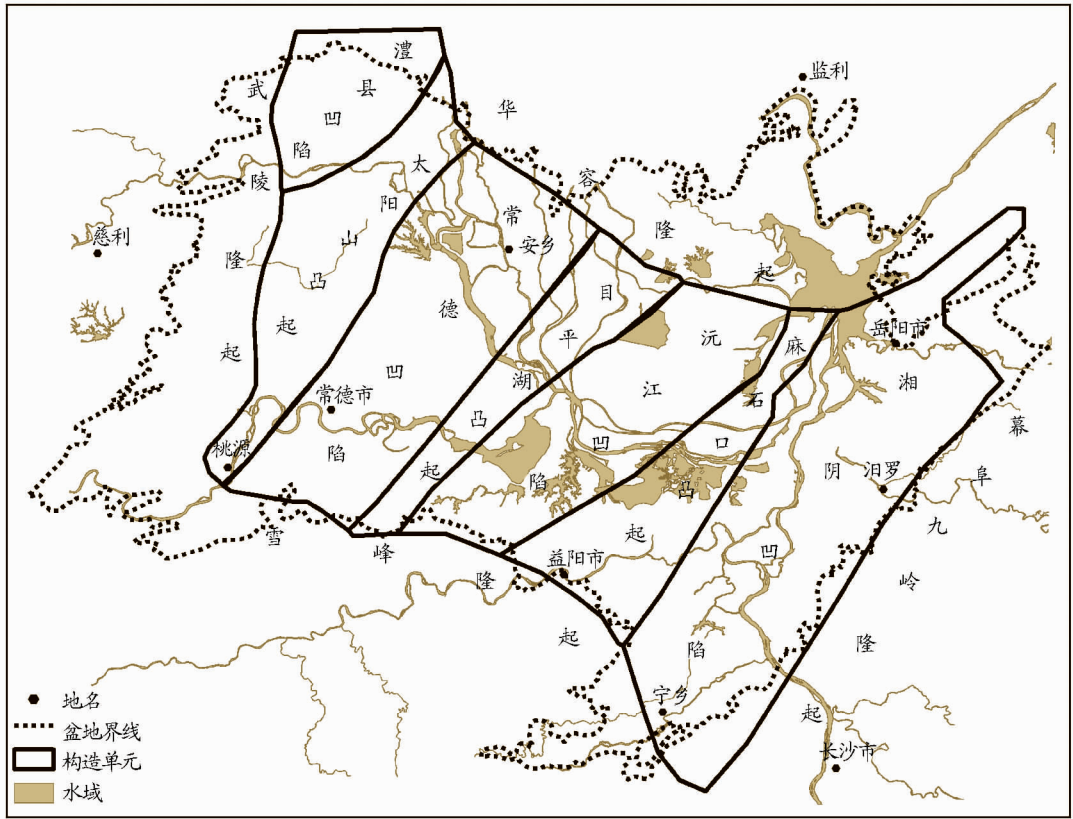 澧县凹陷
武陵隆起
太阳山凸起
华容隆起
常德凹陷
目平湖凸起
沅江凹陷
麻石口凸起
湘阴凹陷
幕阜九岭隆起
雪峰隆起
监利
慈利
安乡
岳阳市
常德市
桃源
汨罗
益阳市
宁乡
长沙市
地名
盆地界线
构造单元
水域